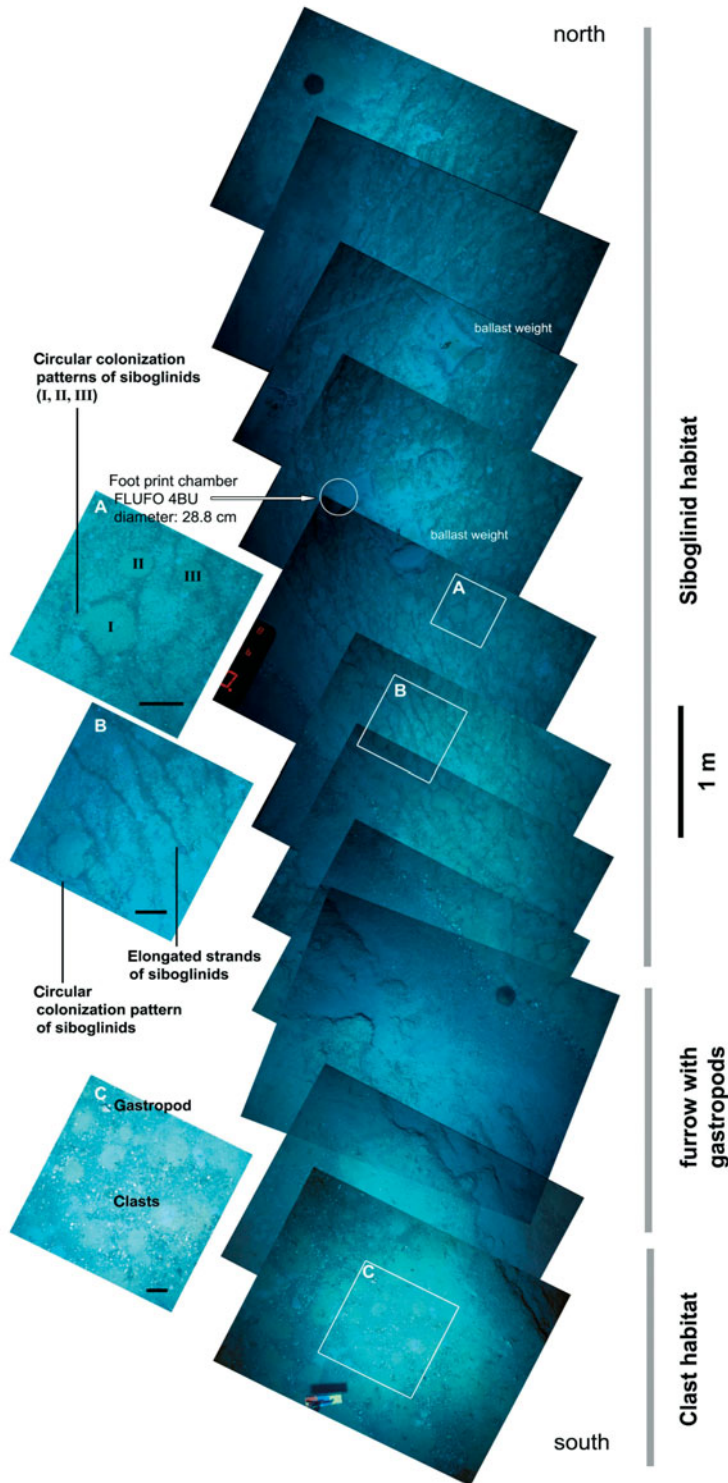 north
ballast weight
Circular colonization
patterns of siboglinids
(I, II, III)
Foot print chamber
FLUFO 4BU
diameter: 28.8 cm
ballast weight
A
II
III
I
A
B
B
Elongated strands
of siboglinids
Circular
colonization pattern
of siboglinids
C
Gastropod
Clasts
C
south
Siboglinid habitat
1 m
furrow with
gastropods
Clast habitat